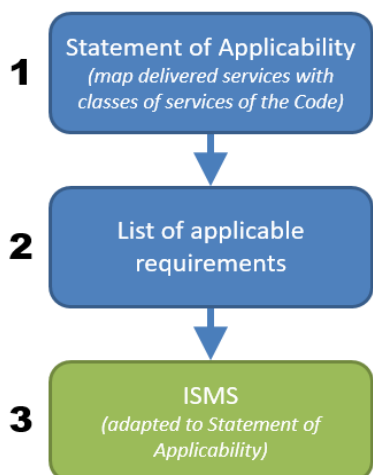 1
Statement of Applicability
(map delivered services with
classes of services of the Code)
2
List of applicable
requirements
3
ISMS
(adapted to Statement of
Applicability)